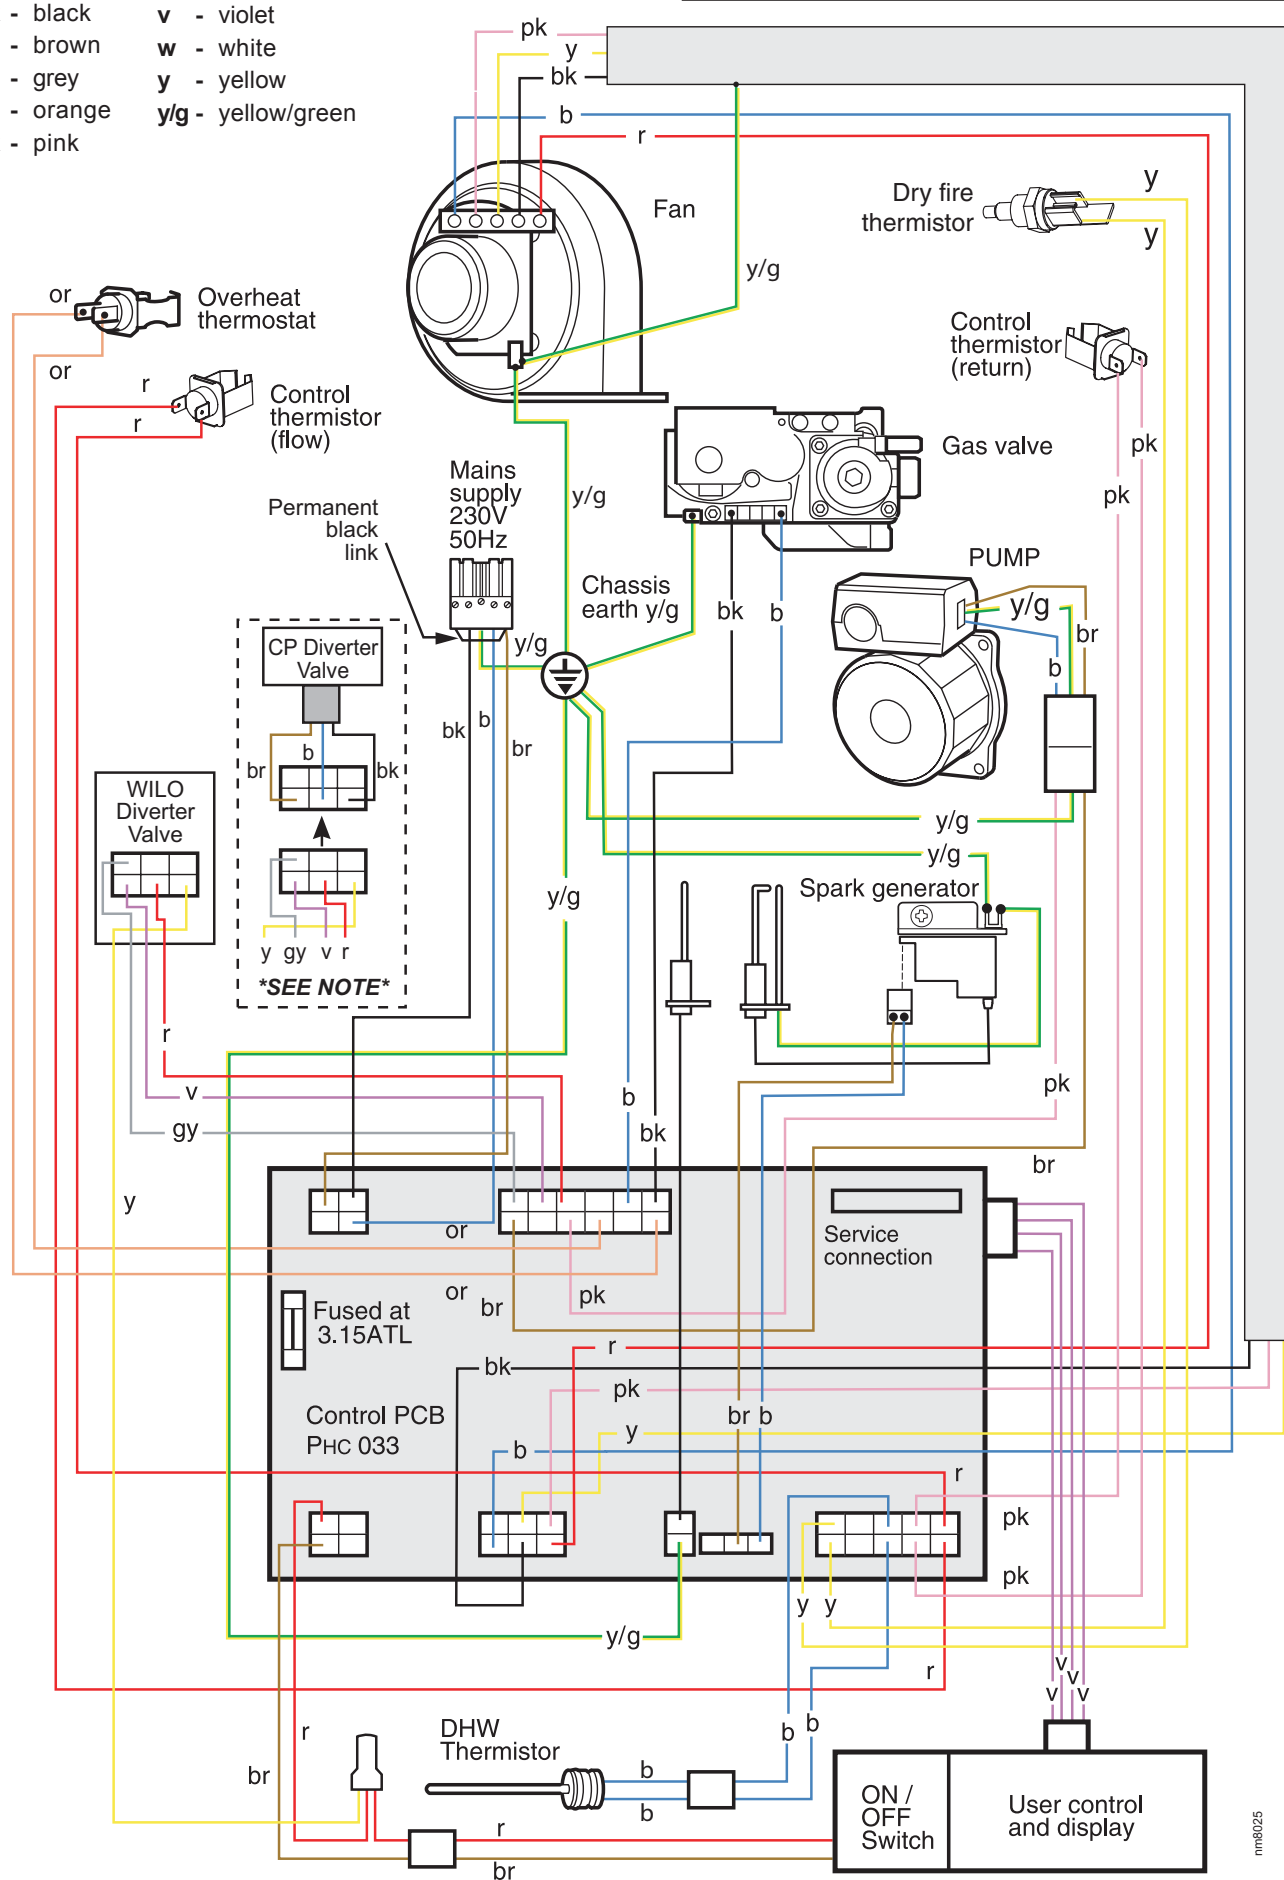 - black
v - violet
- brown
w - white
- grey
y - yellow
- orange
y/g - yellow/green
- pink
pk
y
bk
b
r
Fan
y/g
Dry fire
thermistor
y
y
or
Overheat
thermostat
or
r
Control
thermistor
(flow)
r
Control
thermistor
(return)
pk
pk
Gas valve
Mains
supply
230V
50Hz
Permanent
black
link
y/g
Chassis
earth y/g
bk
b
PUMP
y/g
br
b
y/g
CP Diverter
Valve
bk
b
br
br
b
bk
WILO
Diverter
Valve
y/g
y/g
y/g
Spark generator
y gy v r
*SEE NOTE*
r
v
gy
y
b
bk
pk
br
or
or
br
pk
Service
connection
Fused at
3.15ATL
r
bk
pk
br b
Control PCB
PHC 033
y
b
r
pk
pk
y y
y/g
r
v
v
v
v
r
br
DHW
Thermistor
b
b
b
b
r
br
ON /
OFF
Switch
User control
and display
nm8025